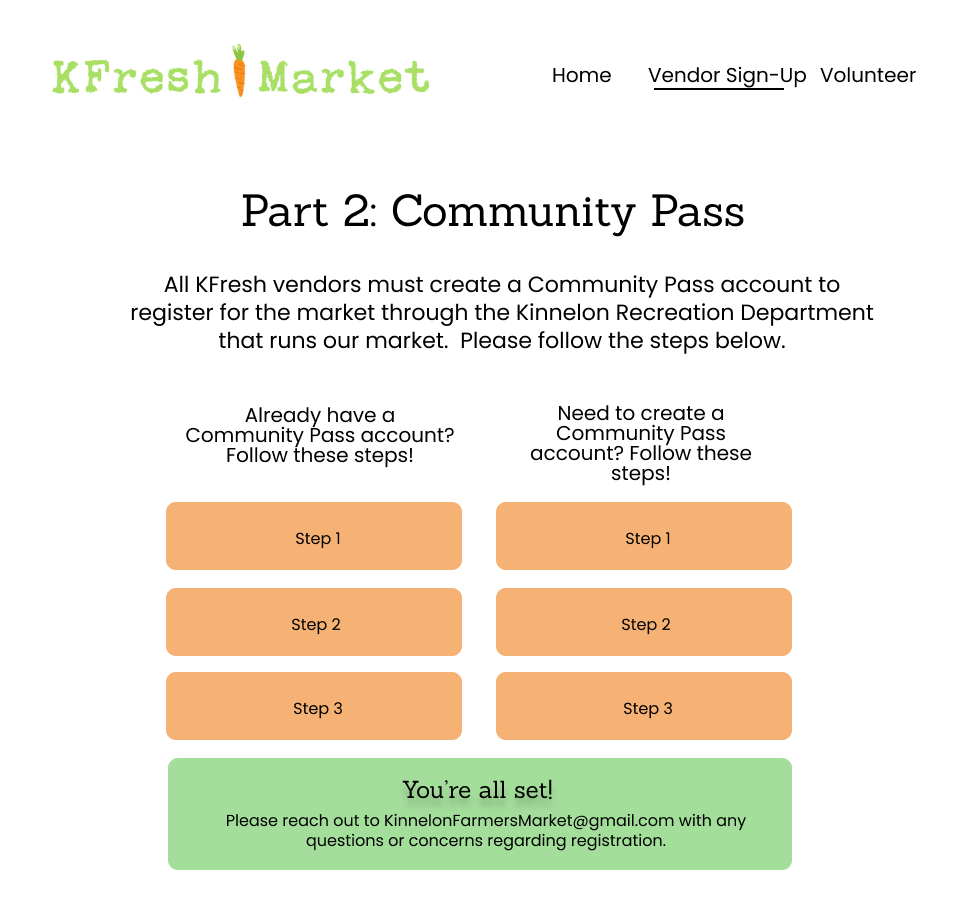 KFresh Market
Home Vendor Sign-Up Volunteer
Part 2: Community Pass
All KFresh vendors must create a Community Pass account to
register for the market through the Kinnelon Recreation Department
that runs our market.  Please follow the steps below.
Already have a
Community Pass account?
Follow these steps!
Need to create a
Community Pass
account? Follow these
steps!
Step 1
Step 1
Step 2
Step 2
Step 3
Step 3
You're all set!
Please reach out to KinnelonFarmersMarket@gmail.com with any
questions or concerns regarding registration.